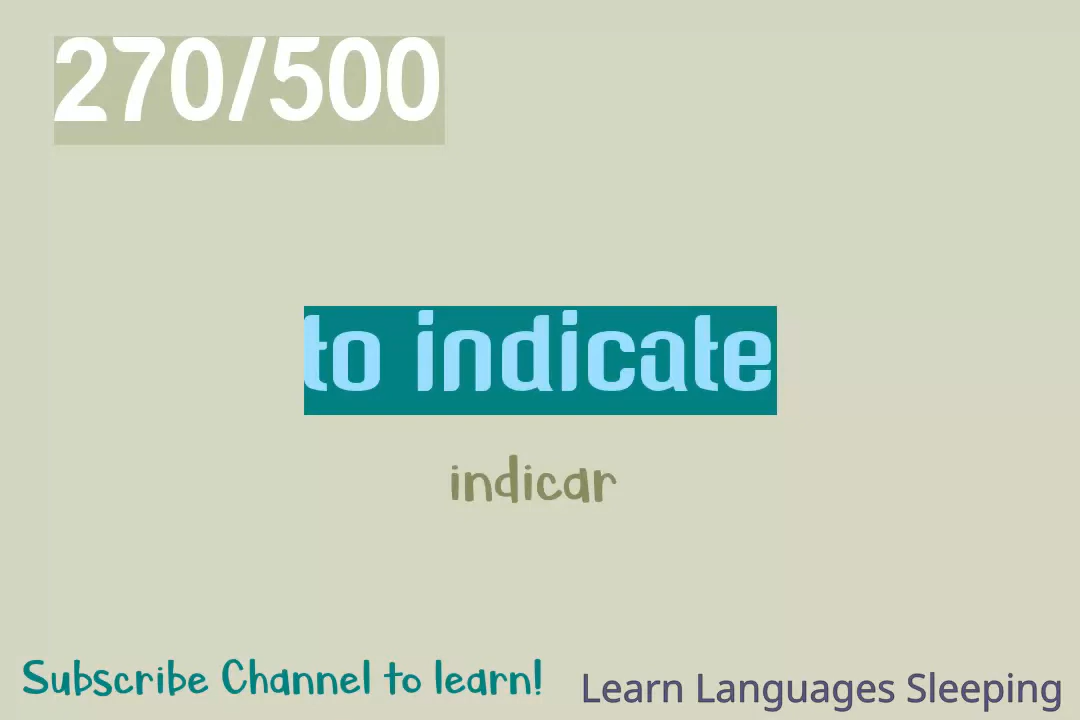 270/500
to indicate
indicar
Subscribe Channel to learn!
Learn Languages Sleeping